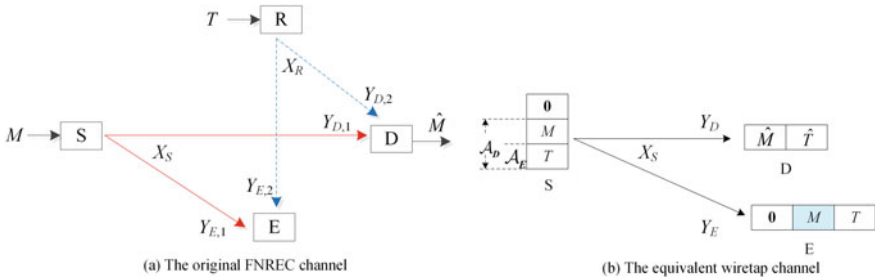 T
R
X_R
Y_{D,2}
M
S
Y_{D,1}
D
M̂
X_S
Y_{E,2}
Y_{E,1}
E
(a) The original FNREC channel
0
M
T
𝒜_D
𝒜_E
S
X_S
Y_D
M̂ T̂
D
Y_E
0 M T
E
(b) The equivalent wiretap channel